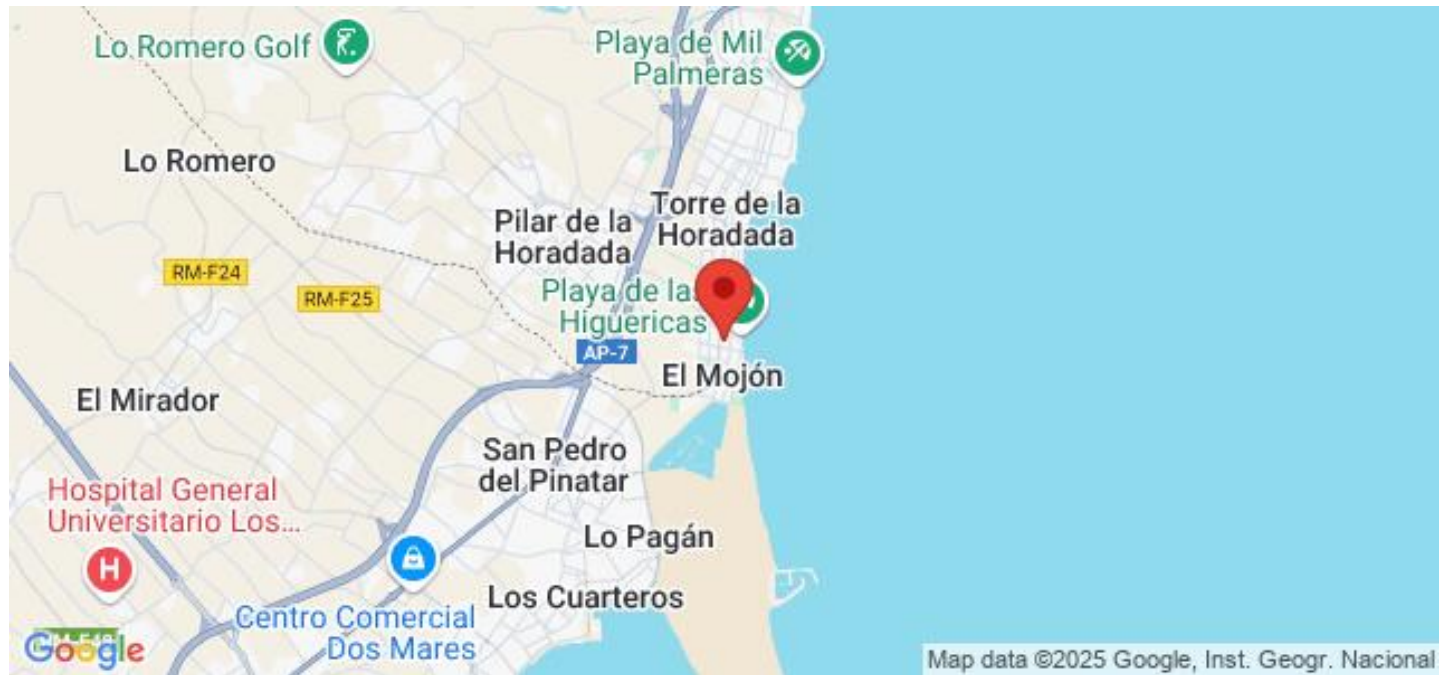 Lo Romero Golf
Playa de Mil
Palmeras
Lo Romero
Torre de la
Horadada
Pilar de la
Horadada
RM-F24
RM-F25
Playa de las
Higuericas
AP-7
El Mojón
El Mirador
San Pedro
del Pinatar
Hospital General
Universitario Los...
Lo Pagán
Los Cuarteros
Centro Comercial
Dos Mares
Google
Map data ©2025 Google, Inst. Geogr. Nacional